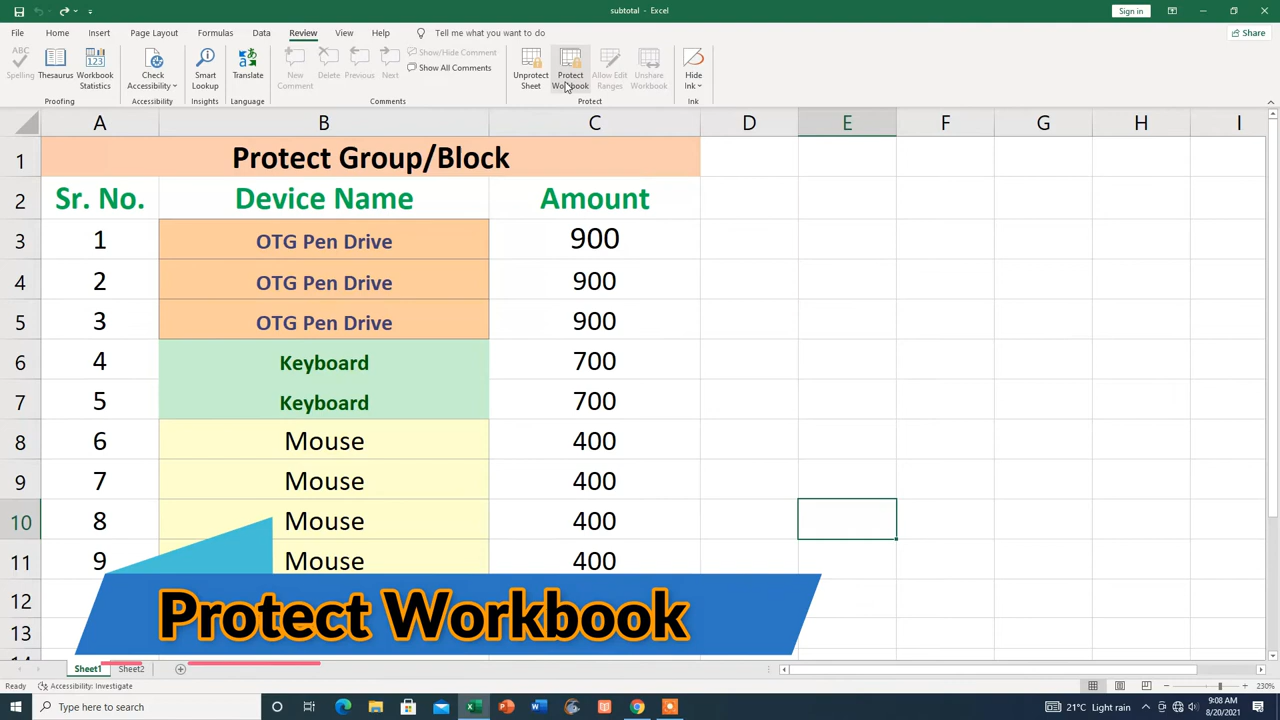 subtotal - Excel
Sign in
File Home Insert Page Layout Formulas Data Review View Help Tell me what you want to do
Share
Spelling
Thesaurus
Workbook Statistics
Check Accessibility
Smart Lookup
Translate
New Comment
Delete
Previous
Next
Show/Hide Comment
Show All Comments
Unprotect Sheet
Protect Workbook
Allow Edit Ranges
Unshare Workbook
Hide Ink
Proofing Accessibility Insights Language Comments Protect Ink
A B C D E F G H I
1 Protect Group/Block
2 Sr. No. Device Name Amount
3 1 OTG Pen Drive 900
4 2 OTG Pen Drive 900
5 3 OTG Pen Drive 900
6 4 Keyboard 700
7 5 Keyboard 700
8 6 Mouse 400
9 7 Mouse 400
10 8 Mouse 400
11 9 Mouse 400
12
13
Protect Workbook
Sheet1 Sheet2
Ready Accessibility: Investigate 230%
Type here to search
21°C Light rain
9:08 AM
8/20/2021